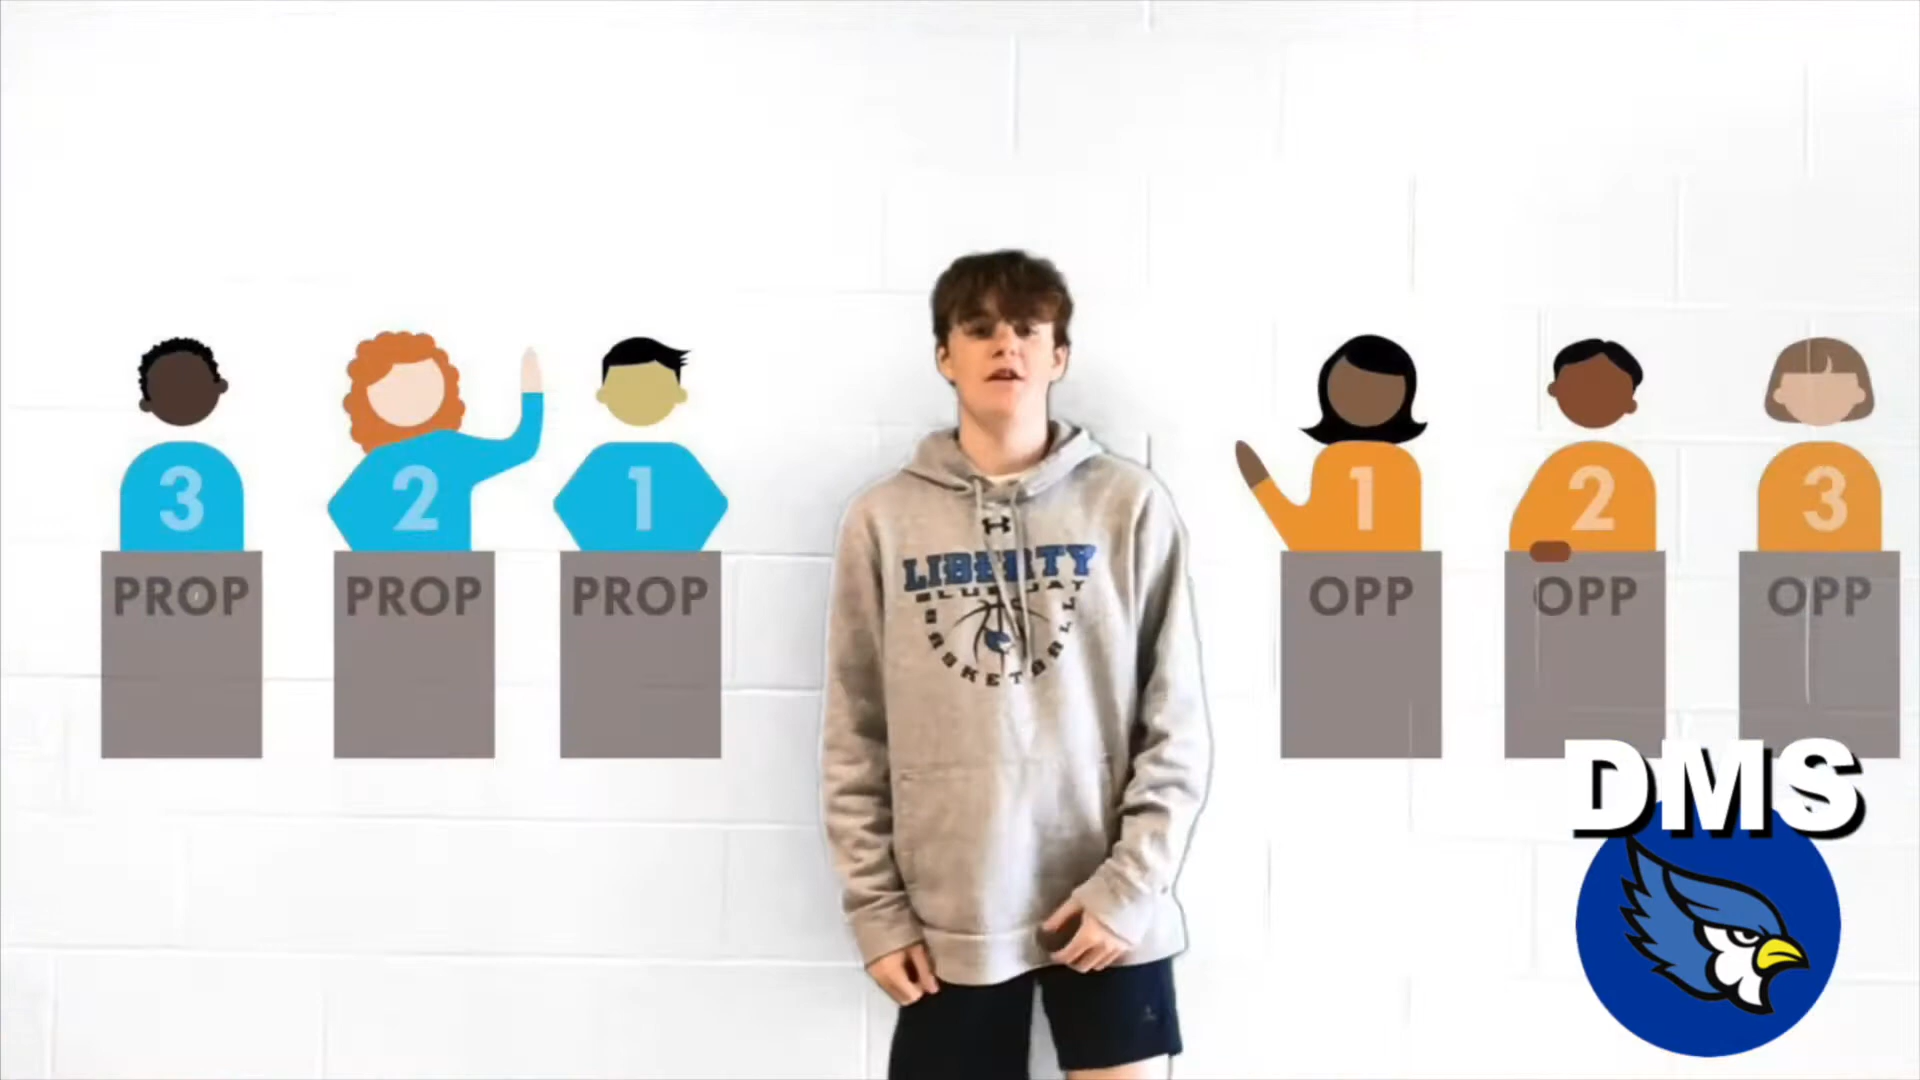 3 2 1 1 2 3
PROP PROP PROP OPP OPP OPP
LIBERTY
BLUE JAY
BASKETBALL
DMS